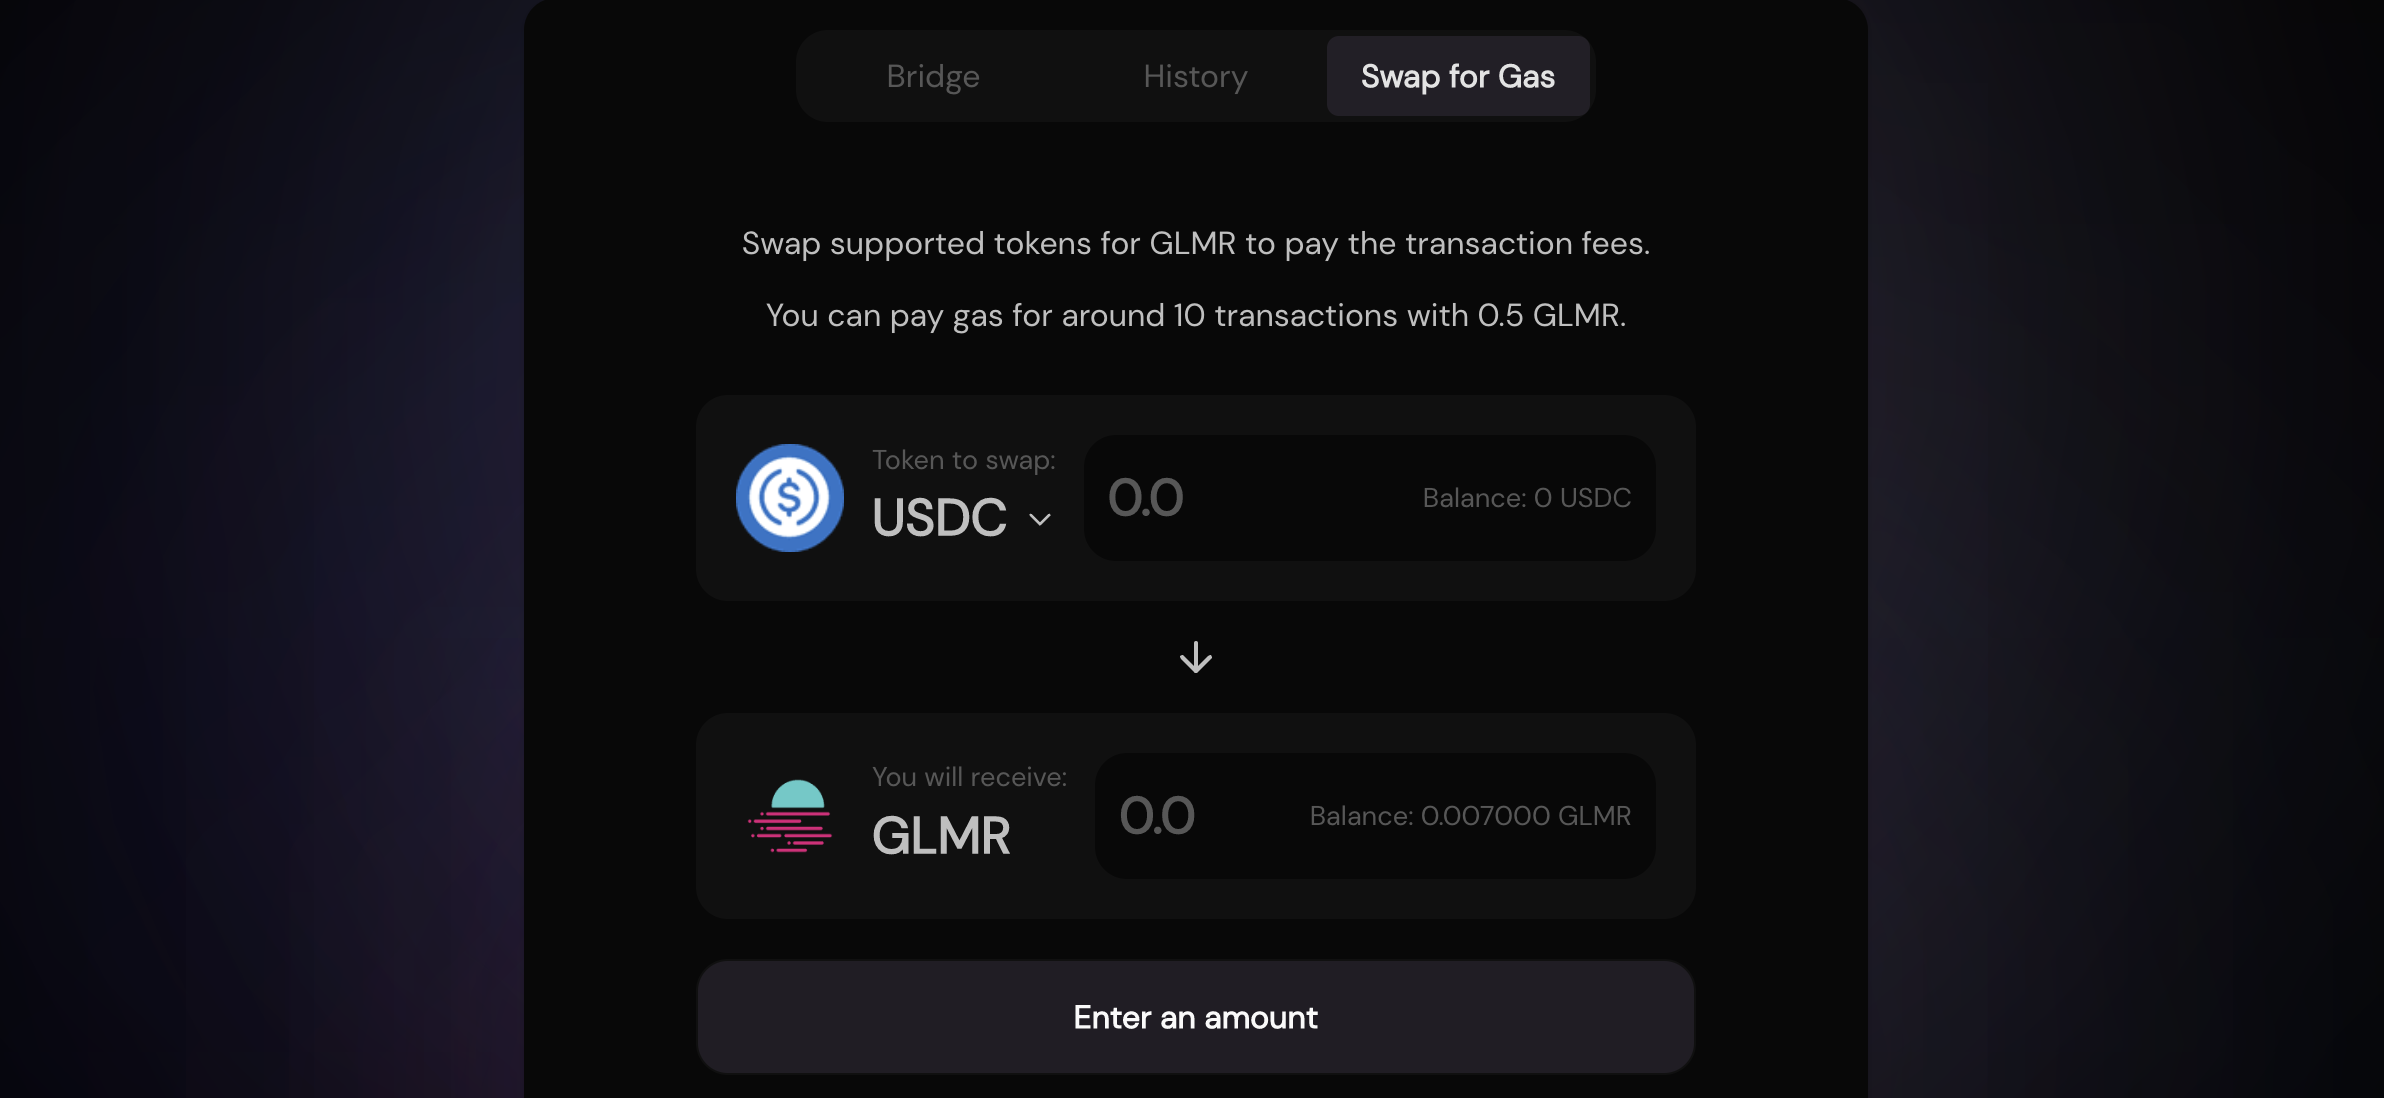 Bridge History Swap for Gas
Swap supported tokens for GLMR to pay the transaction fees.
You can pay gas for around 10 transactions with 0.5 GLMR.
Token to swap:
USDC
0.0 Balance: 0 USDC
You will receive:
GLMR
0.0 Balance: 0.007000 GLMR
Enter an amount